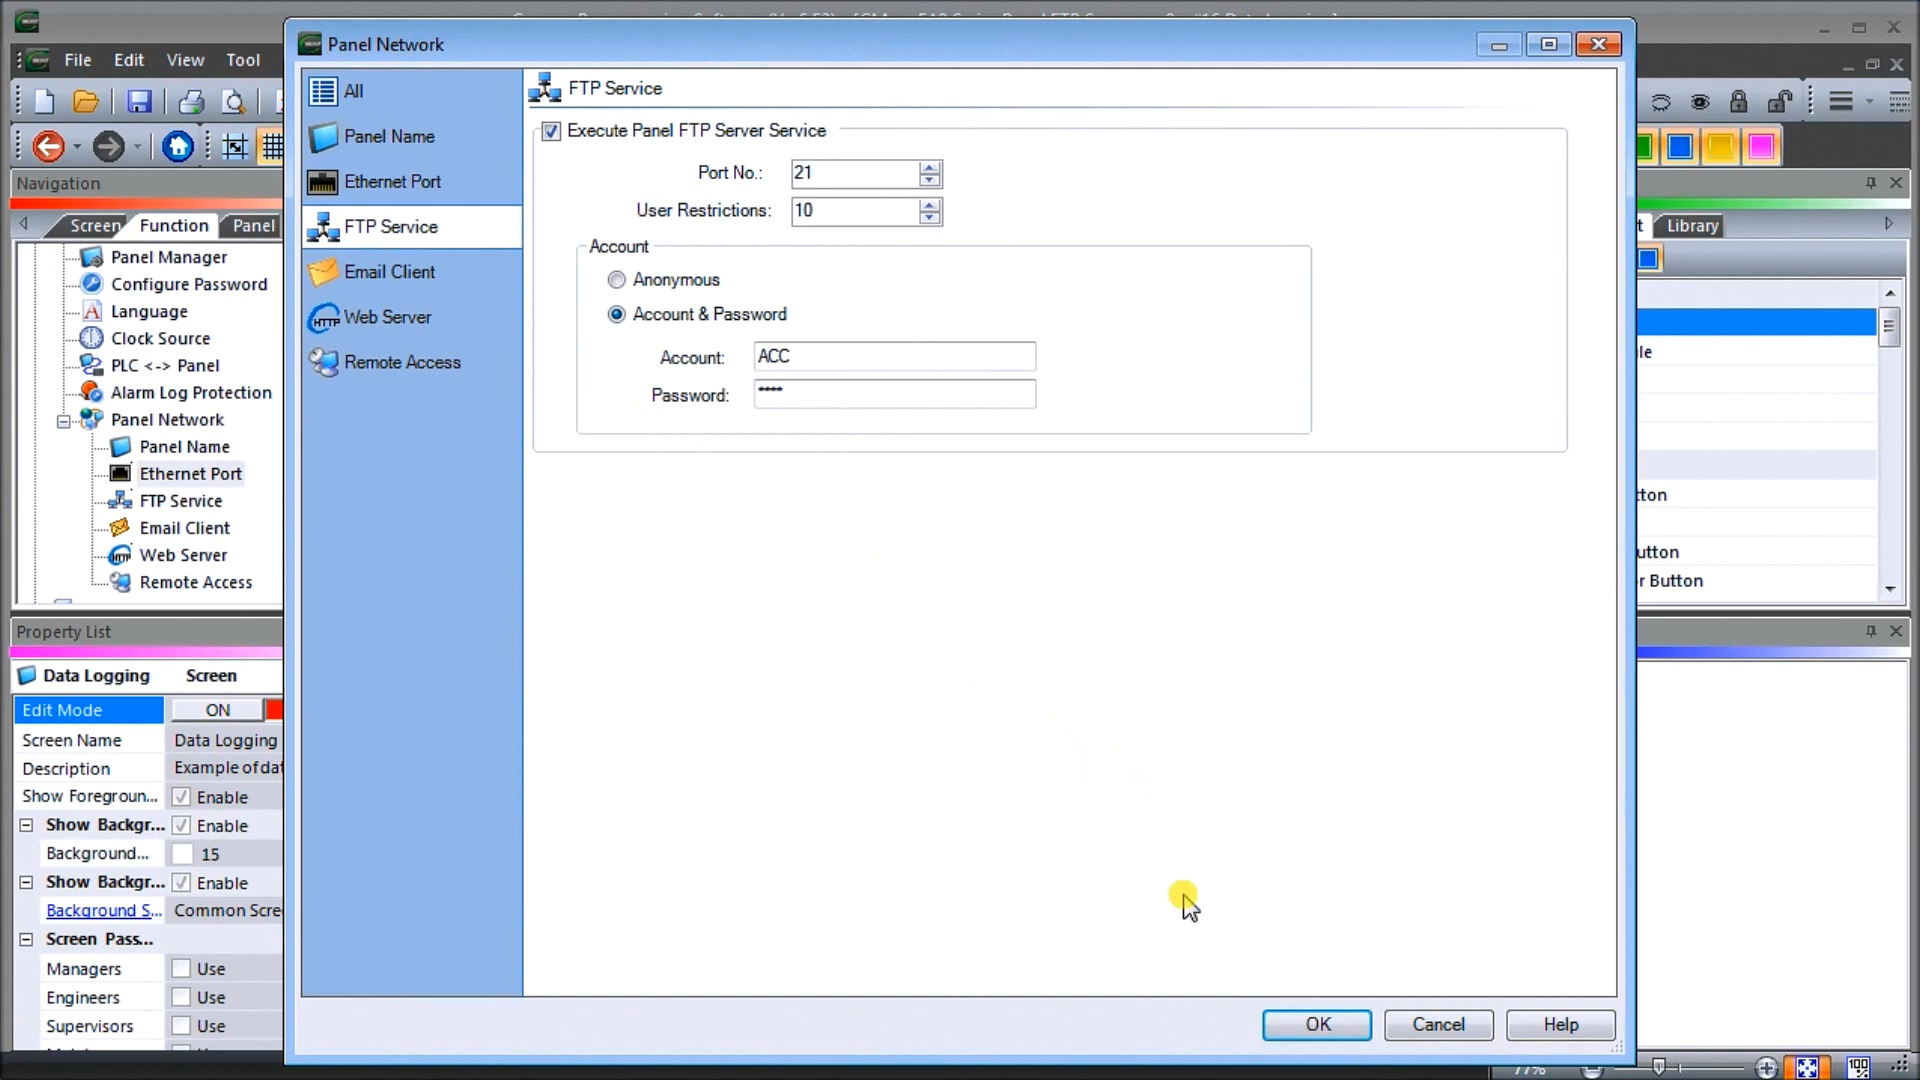 Panel Network
File Edit View Tool
All
Panel Name
Ethernet Port
FTP Service
Email Client
Web Server
Remote Access
FTP Service
Execute Panel FTP Server Service
Port No.: 21
User Restrictions: 10
Account
Anonymous
Account & Password
Account: ACC
Password: ****
OK Cancel Help
Navigation
Screen Function Panel
Panel Manager
Configure Password
Language
Clock Source
PLC <-> Panel
Alarm Log Protection
Panel Network
Panel Name
Ethernet Port
FTP Service
Email Client
Web Server
Remote Access
Property List
Data Logging Screen
Edit Mode ON
Screen Name Data Logging
Description Example of dat
Show Foregroun... Enable
Show Backgr... Enable
Background... 15
Show Backgr... Enable
Background S... Common Scre
Screen Pass...
Managers Use
Engineers Use
Supervisors Use
t Library
le
tton
utton
r Button
77%
100